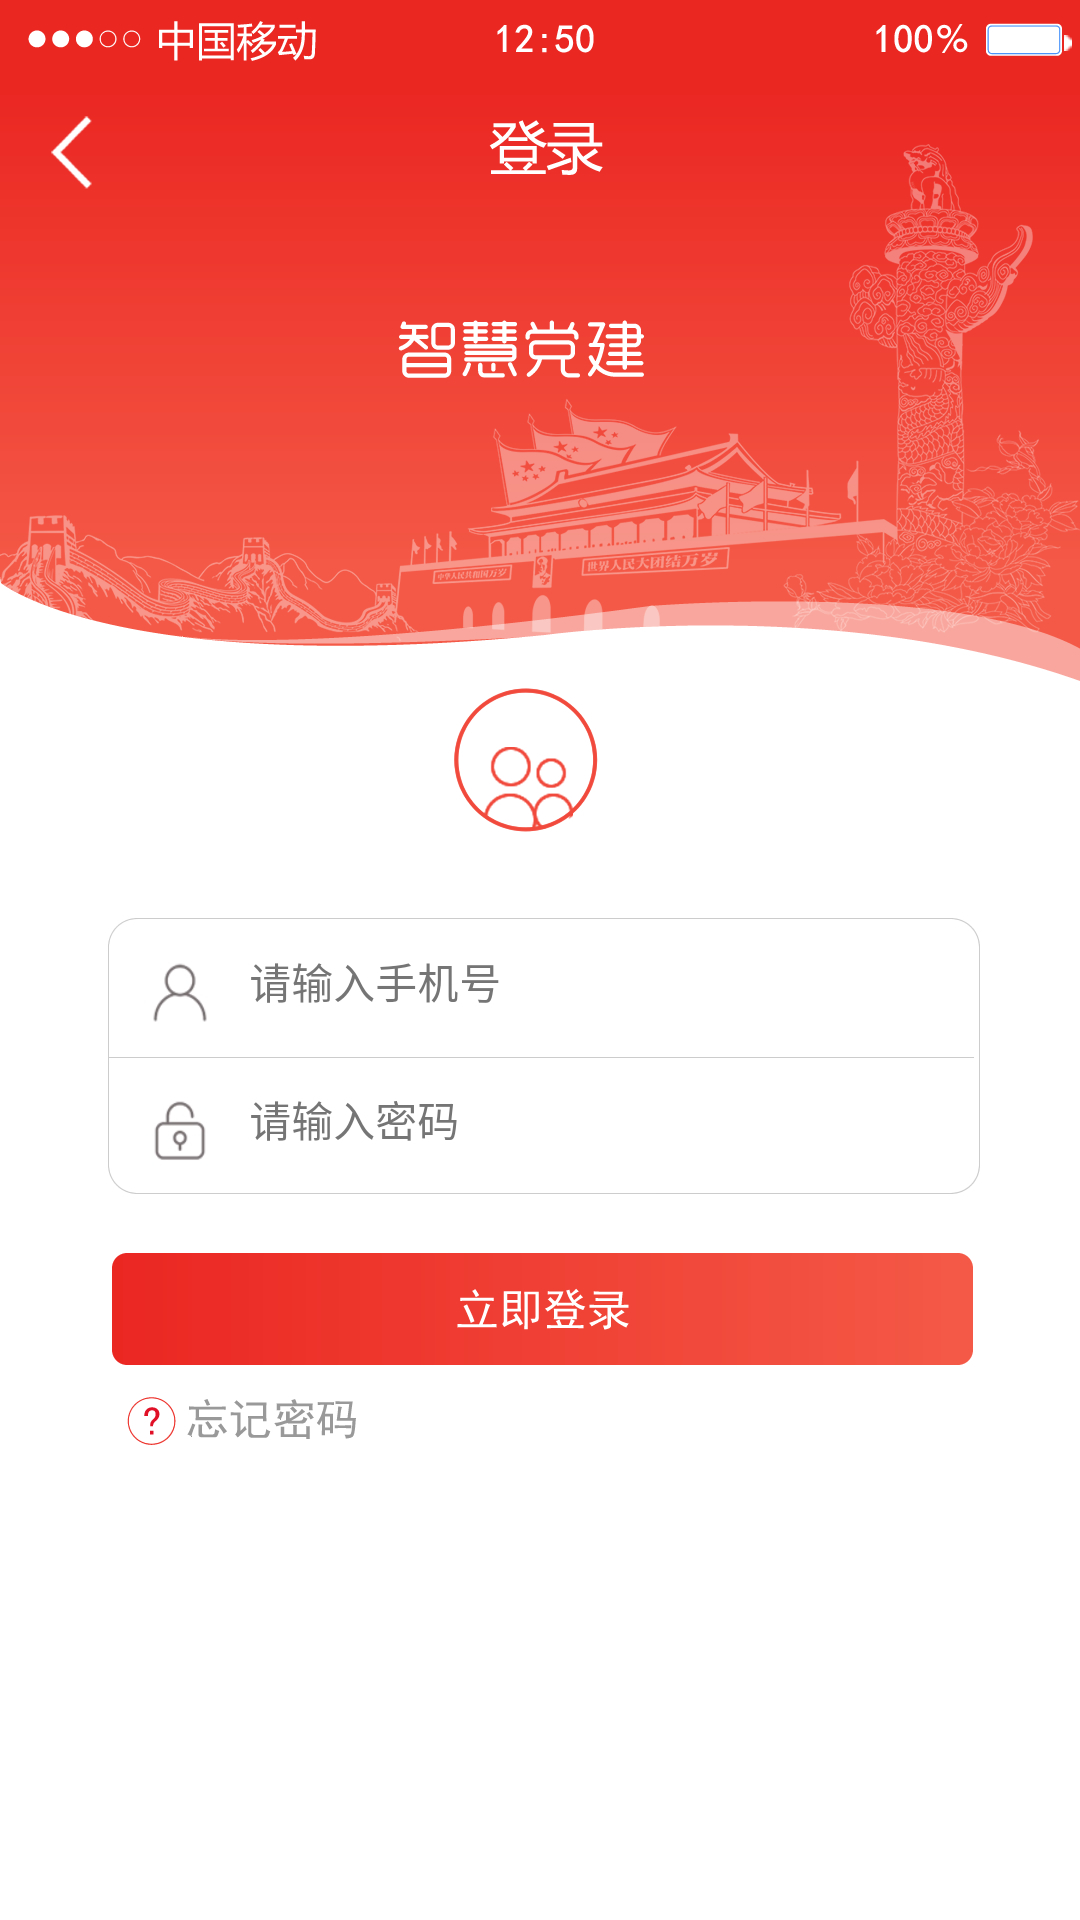 中国移动 12:50 100%
登录
智慧党建
中华人民共和国万岁 世界人民大团结万岁
请输入手机号
请输入密码
立即登录
? 忘记密码